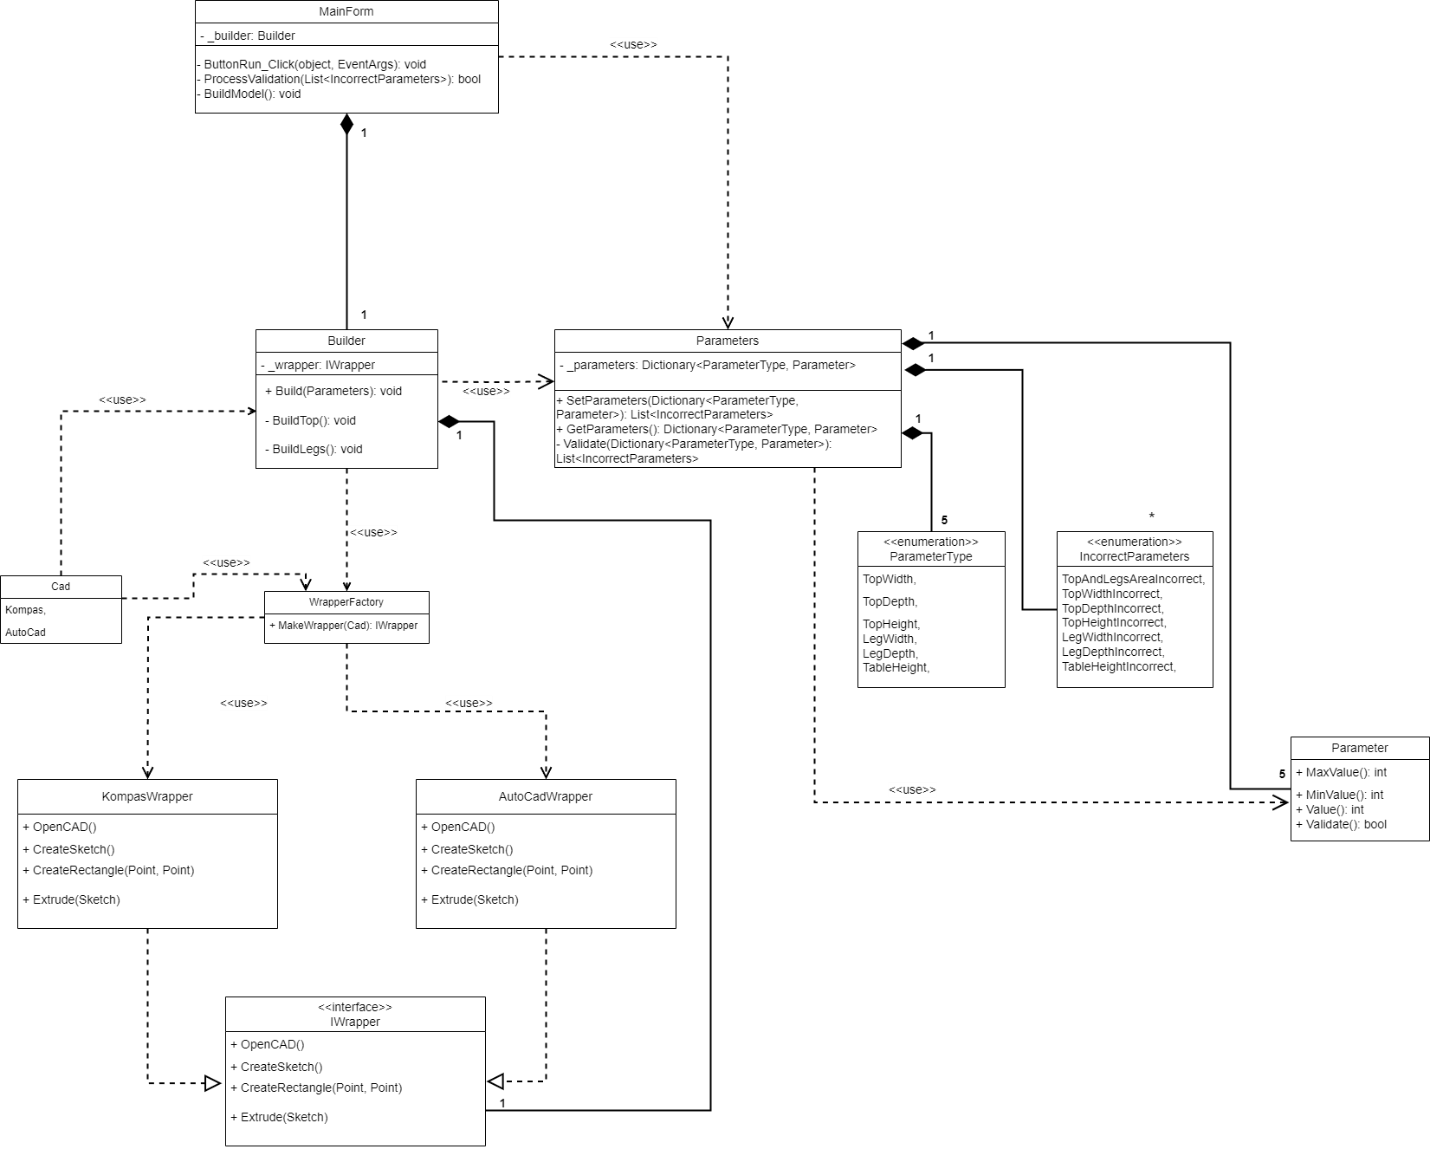 MainForm
- _builder: Builder
- ButtonRun_Click(object, EventArgs): void
- ProcessValidation(List<IncorrectParameters>): bool
- BuildModel(): void
<<use>>
1
1
Builder
- _wrapper: IWrapper
+ Build(Parameters): void
- BuildTop(): void
- BuildLegs(): void
<<use>>
<<use>>
1
Parameters
- _parameters: Dictionary<ParameterType, Parameter>
+ SetParameters(Dictionary<ParameterType,
Parameter>): List<IncorrectParameters>
+ GetParameters(): Dictionary<ParameterType, Parameter>
- Validate(Dictionary<ParameterType, Parameter>):
List<IncorrectParameters>
1
1
1
5
*
<<enumeration>>
ParameterType
TopWidth,
TopDepth,
TopHeight,
LegWidth,
LegDepth,
TableHeight,
<<enumeration>>
IncorrectParameters
TopAndLegsAreaIncorrect,
TopWidthIncorrect,
TopDepthIncorrect,
TopHeightIncorrect,
LegWidthIncorrect,
LegDepthIncorrect,
TableHeightIncorrect,
<<use>>
<<use>>
Cad
Kompas,
AutoCad
WrapperFactory
+ MakeWrapper(Cad): IWrapper
<<use>>
<<use>>
Parameter
+ MaxValue(): int
+ MinValue(): int
+ Value(): int
+ Validate(): bool
5
<<use>>
KompasWrapper
+ OpenCAD()
+ CreateSketch()
+ CreateRectangle(Point, Point)
+ Extrude(Sketch)
AutoCadWrapper
+ OpenCAD()
+ CreateSketch()
+ CreateRectangle(Point, Point)
+ Extrude(Sketch)
<<interface>>
IWrapper
+ OpenCAD()
+ CreateSketch()
+ CreateRectangle(Point, Point)
+ Extrude(Sketch)
1